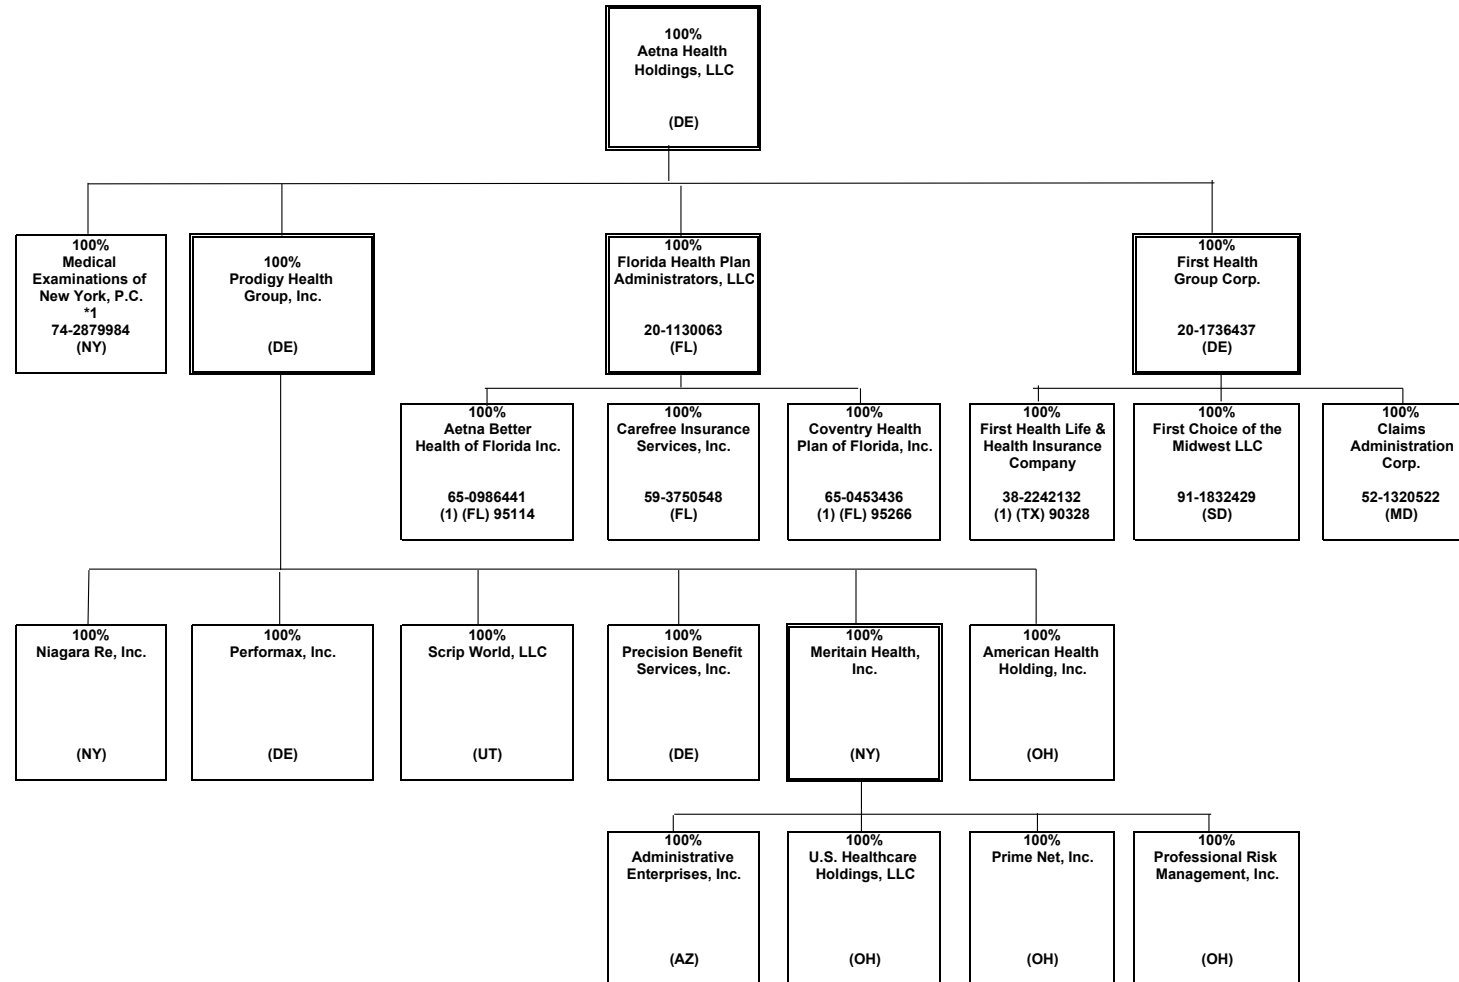 100%
Aetna Health
Holdings, LLC
(DE)
100%
Medical
Examinations of
New York, P.C.
*1
74-2879984
(NY)
100%
Prodigy Health
Group, Inc.
(DE)
100%
Florida Health Plan
Administrators, LLC
20-1130063
(FL)
100%
First Health
Group Corp.
20-1736437
(DE)
100%
Aetna Better
Health of Florida Inc.
65-0986441
(1) (FL) 95114
100%
Carefree Insurance
Services, Inc.
59-3750548
(FL)
100%
Coventry Health
Plan of Florida, Inc.
65-0453436
(1) (FL) 95266
100%
First Health Life &
Health Insurance
Company
38-2242132
(1) (TX) 90328
100%
First Choice of the
Midwest LLC
91-1832429
(SD)
100%
Claims
Administration
Corp.
52-1320522
(MD)
100%
Niagara Re, Inc.
(NY)
100%
Performax, Inc.
(DE)
100%
Scrip World, LLC
(UT)
100%
Precision Benefit
Services, Inc.
(DE)
100%
Meritain Health,
Inc.
(NY)
100%
American Health
Holding, Inc.
(OH)
100%
Administrative
Enterprises, Inc.
(AZ)
100%
U.S. Healthcare
Holdings, LLC
(OH)
100%
Prime Net, Inc.
(OH)
100%
Professional Risk
Management, Inc.
(OH)